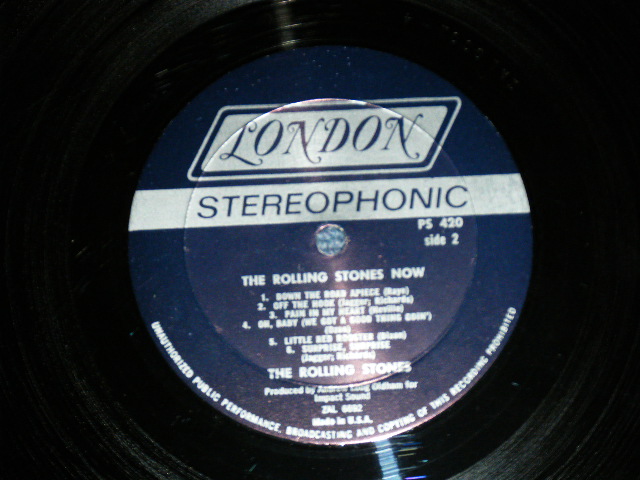 LONDON
STEREOPHONIC
PS 420
side 2
THE ROLLING STONES NOW
1. DOWN THE ROAD APIECE (Raye)
2. OFF THE HOOK (Jagger; Richards)
3. PAIN IN MY HEART (Neville)
4. OH, BABY (WE GOT A GOOD THING GOIN')
(Ozen)
5. LITTLE RED ROOSTER (Dixon)
6. SURPRISE, SURPRISE
(Jagger; Richards)
THE ROLLING STONES
Produced by Andrew Loog Oldham for
Impact Sound
ZAL 6692
Made in U.S.A.
UNAUTHORIZED PUBLIC PERFORMANCE, BROADCASTING AND COPYING OF THIS RECORDING PROHIBITED